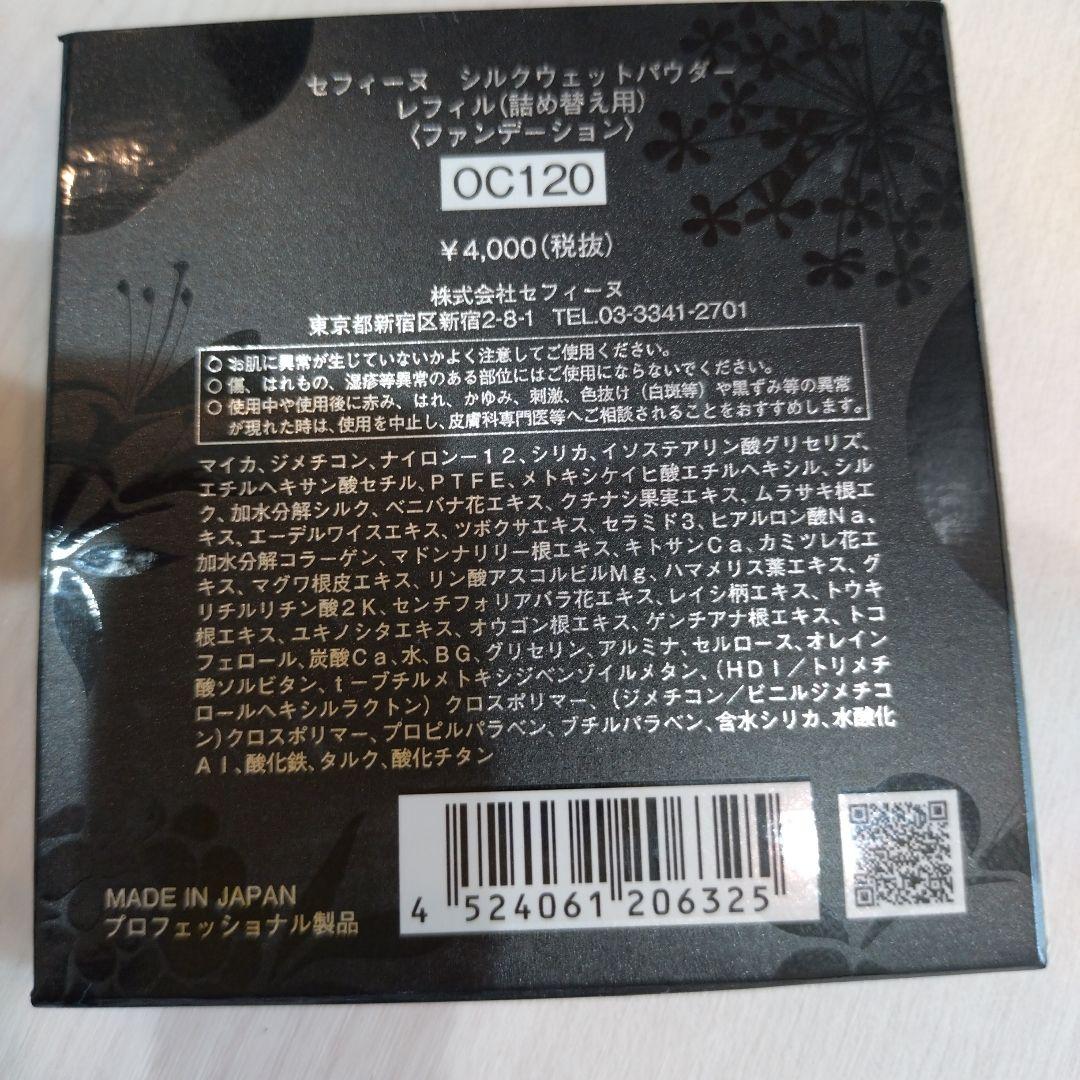 セフィーヌ　シルクウェットパウダー
レフィル(詰め替え用)
〈ファンデーション〉
OC120
￥4,000(税抜)
株式会社セフィーヌ
東京都新宿区新宿2-8-1 TEL.03-3341-2701
○お肌に異常が生じていないかよく注意してご使用ください。
○傷、はれもの、湿疹等異常のある部位にはご使用にならないでください。
○使用中や使用後に赤み、はれ、かゆみ、刺激、色抜け（白斑等）や黒ずみ等の異常
が現れた時は、使用を中止し、皮膚科専門医等へご相談されることをおすすめします。
マイカ、ジメチコン、ナイロン－１２、シリカ、イソステアリン酸グリセリズ、
エチルヘキサン酸セチル、ＰＴＦＥ、メトキシケイヒ酸エチルヘキシル、シル
ク、加水分解シルク、ベニバナ花エキス、クチナシ果実エキス、ムラサキ根エ
キス、エーデルワイスエキス、ツボクサエキス、セラミド３、ヒアルロン酸Ｎａ、
加水分解コラーゲン、マドンナリリー根エキス、キトサンＣａ、カミツレ花エ
キス、マグワ根皮エキス、リン酸アスコルビルＭｇ、ハマメリス葉エキス、グ
リチルリチン酸２Ｋ、センチフォリアバラ花エキス、レイシ柄エキス、トウキ
根エキス、ユキノシタエキス、オウゴン根エキス、ゲンチアナ根エキス、トコ
フェロール、炭酸Ｃａ、水、ＢＧ、グリセリン、アルミナ、セルロース、オレイン
酸ソルビタン、ｔ－ブチルメトキシジベンゾイルメタン、（ＨＤＩ／トリメチ
ロールヘキシルラクトン）クロスポリマー、（ジメチコン／ビニルジメチコ
ン）クロスポリマー、プロピルパラベン、ブチルパラベン、含水シリカ、水酸化
Ａｌ、酸化鉄、タルク、酸化チタン
4 524061 206325
MADE IN JAPAN
プロフェッショナル製品